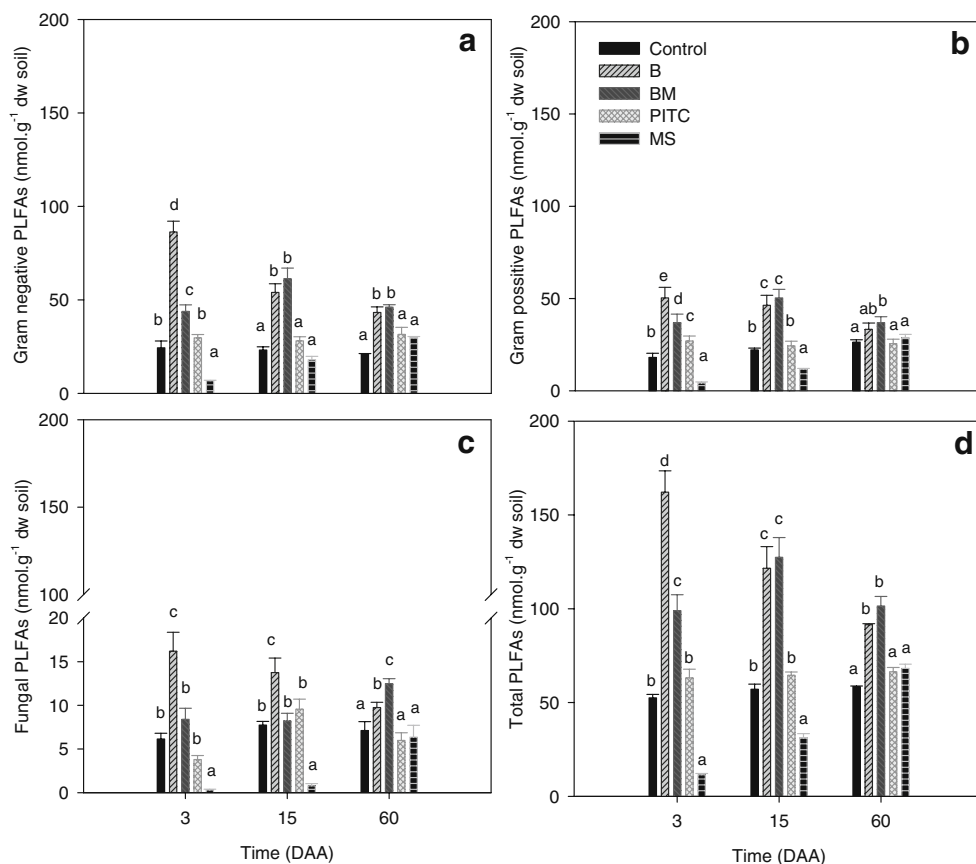 200
150
100
50
0
Gram negative PLFAs (nmol.g⁻¹ dw soil)
a
b
d
c
b
a
a
b
b
a
a
a
b
b
a
a
200
150
100
50
0
Gram possitive PLFAs (nmol.g⁻¹ dw soil)
b
Control
B
BM
PITC
MS
b
e
d
c
a
b
c
c
b
a
a
ab
b
a
a
200
150
100
20
15
10
5
0
Fungal PLFAs (nmol.g⁻¹ dw soil)
c
b
c
b
b
a
b
c
b
b
a
a
b
c
a
a
3
15
60
Time (DAA)
200
150
100
50
0
Total PLFAs (nmol.g⁻¹ dw soil)
d
b
d
c
b
a
b
c
c
b
a
a
b
b
a
a
3
15
60
Time (DAA)